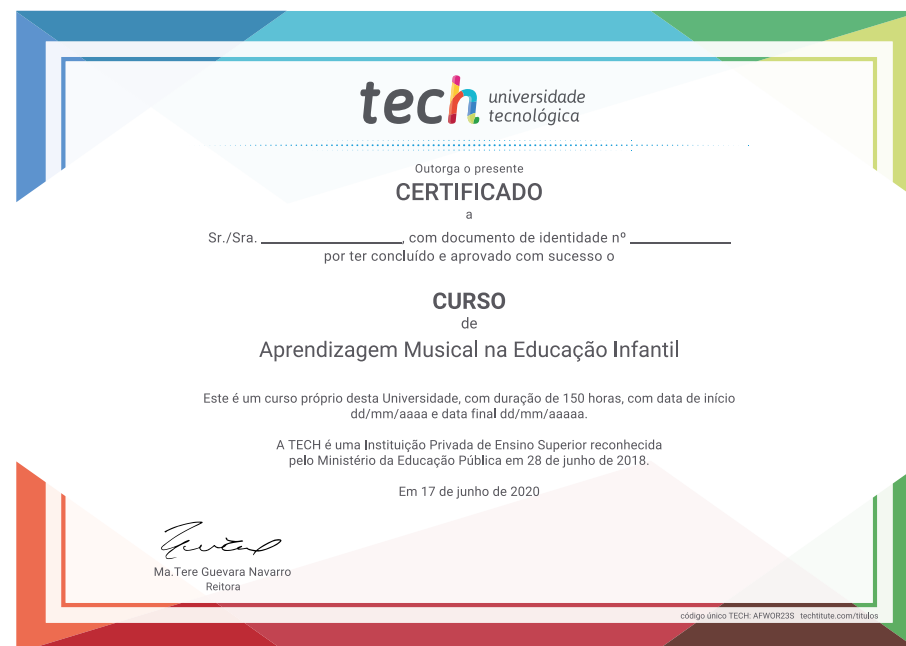 tech universidade
tecnológica
Outorga o presente
CERTIFICADO
a
Sr./Sra. ____________________, com documento de identidade nº ______________
por ter concluído e aprovado com sucesso o
CURSO
de
Aprendizagem Musical na Educação Infantil
Este é um curso próprio desta Universidade, com duração de 150 horas, com data de início
dd/mm/aaaa e data final dd/mm/aaaaa.
A TECH é uma Instituição Privada de Ensino Superior reconhecida
pelo Ministério da Educação Pública em 28 de junho de 2018.
Em 17 de junho de 2020
Ma.Tere Guevara Navarro
Reitora
código único TECH: AFWOR23S techtitute.com/titulos